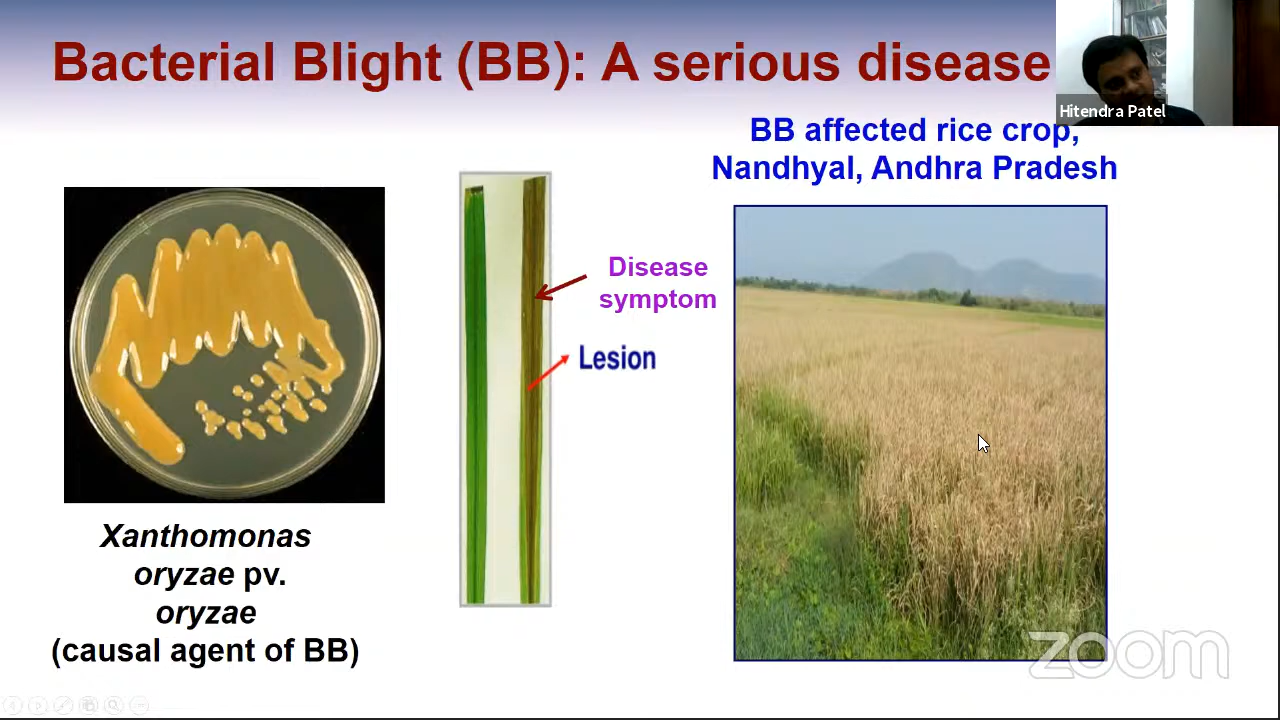 Bacterial Blight (BB): A serious disease
Hitendra Patel
BB affected rice crop,
Nandhyal, Andhra Pradesh
Disease
symptom
Lesion
Xanthomonas
oryzae pv.
oryzae
(causal agent of BB)
zoom